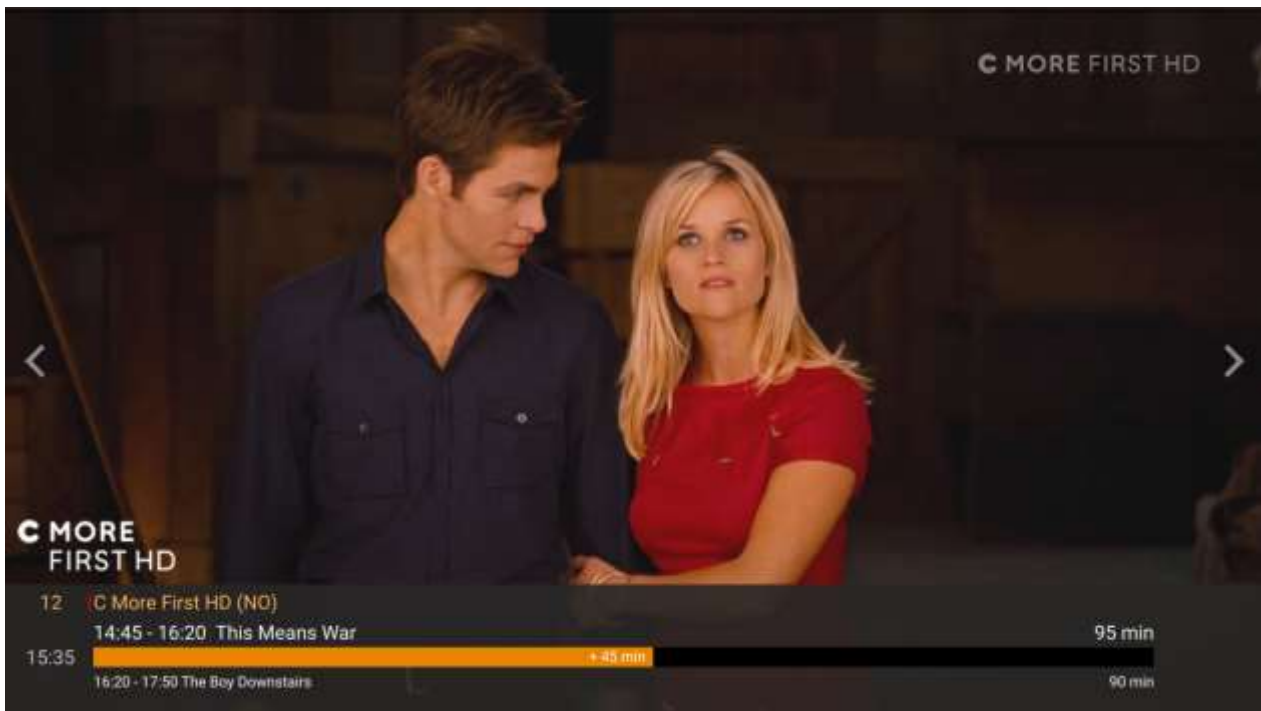 C MORE FIRST HD
C MORE
FIRST HD
12 C More First HD (NO)
14:45 - 16:20 This Means War 95 min
15:35 +45 min
16:20 - 17:50 The Boy Downstairs 90 min